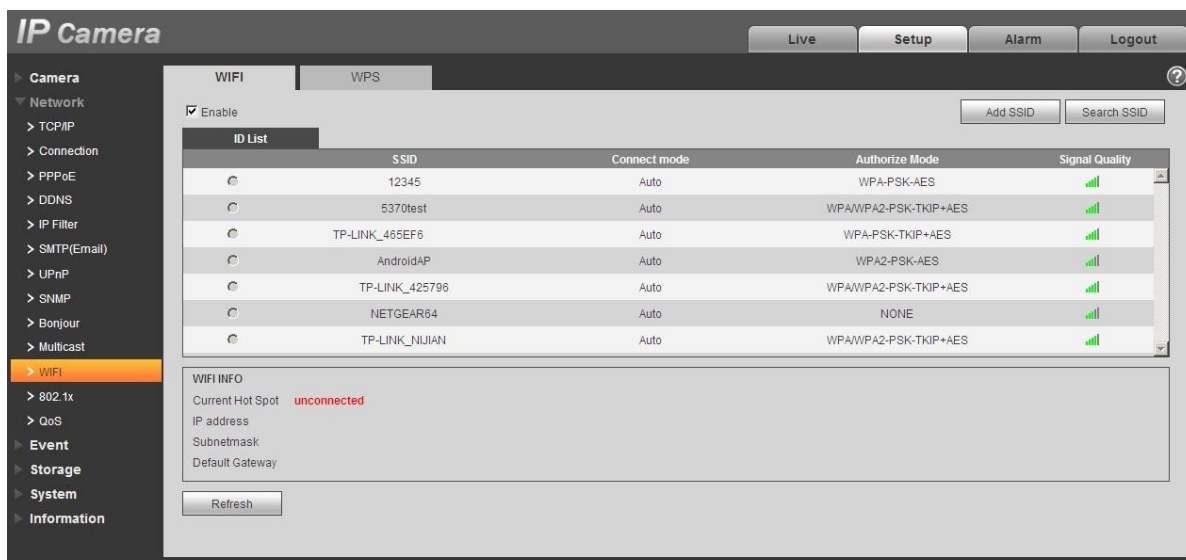 IP Camera
Live Setup Alarm Logout
Camera
Network
> TCP/IP
> Connection
> PPPoE
> DDNS
> IP Filter
> SMTP(Email)
> UPnP
> SNMP
> Bonjour
> Multicast
> WIFI
> 802.1x
> QoS
Event
Storage
System
Information
WIFI WPS ?
Enable Add SSID Search SSID
ID List
SSID Connect mode Authorize Mode Signal Quality
12345 Auto WPA-PSK-AES
5370test Auto WPA/WPA2-PSK-TKIP+AES
TP-LINK_465EF6 Auto WPA-PSK-TKIP+AES
AndroidAP Auto WPA2-PSK-AES
TP-LINK_425796 Auto WPA/WPA2-PSK-TKIP+AES
NETGEAR64 Auto NONE
TP-LINK_NIJIAN Auto WPA/WPA2-PSK-TKIP+AES
WIFI INFO
Current Hot Spot unconnected
IP address
Subnetmask
Default Gateway
Refresh